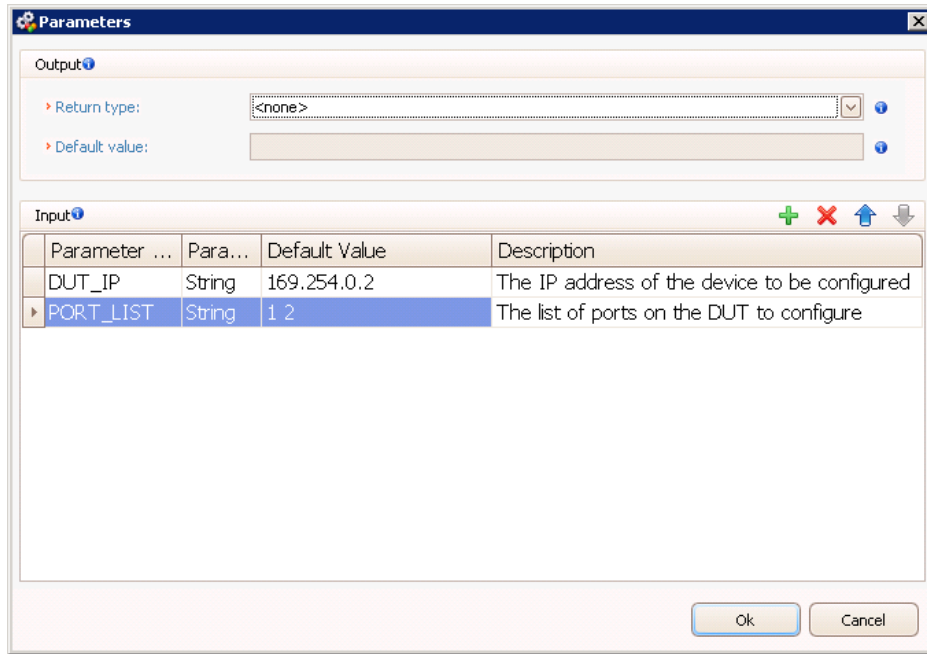 Parameters
Output
Return type: <none>
Default value:
Input
Parameter ... Para... Default Value Description
DUT_IP String 169.254.0.2 The IP address of the device to be configured
PORT_LIST String 1 2 The list of ports on the DUT to configure
Ok Cancel